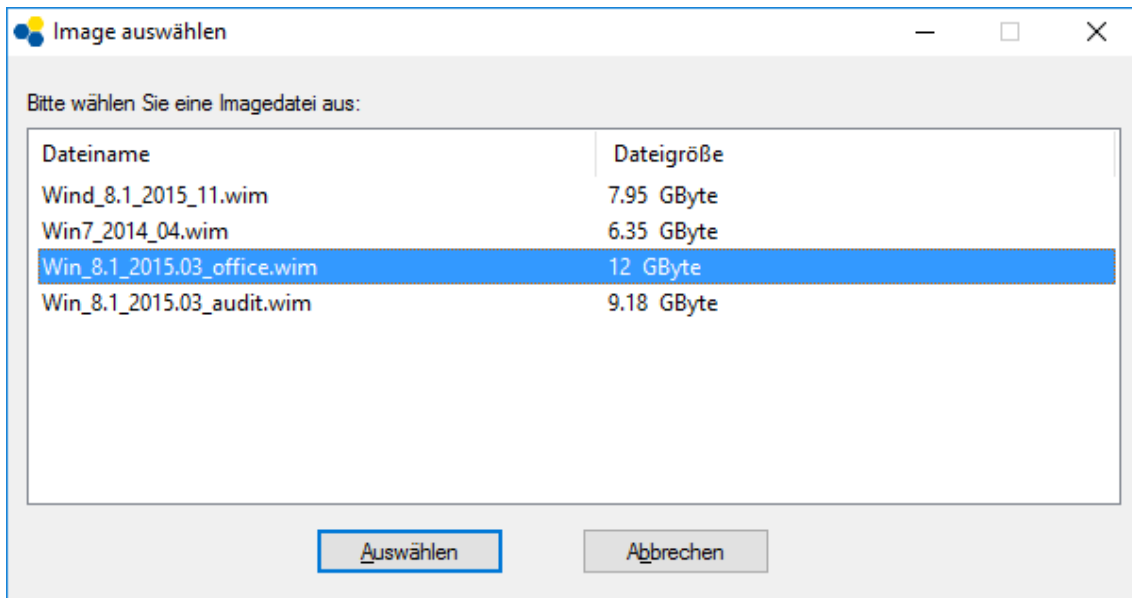 Image auswählen
Bitte wählen Sie eine Imagedatei aus:
Dateiname Dateigröße
Wind_8.1_2015_11.wim 7.95 GByte
Win7_2014_04.wim 6.35 GByte
Win_8.1_2015.03_office.wim 12 GByte
Win_8.1_2015.03_audit.wim 9.18 GByte
Auswählen Abbrechen